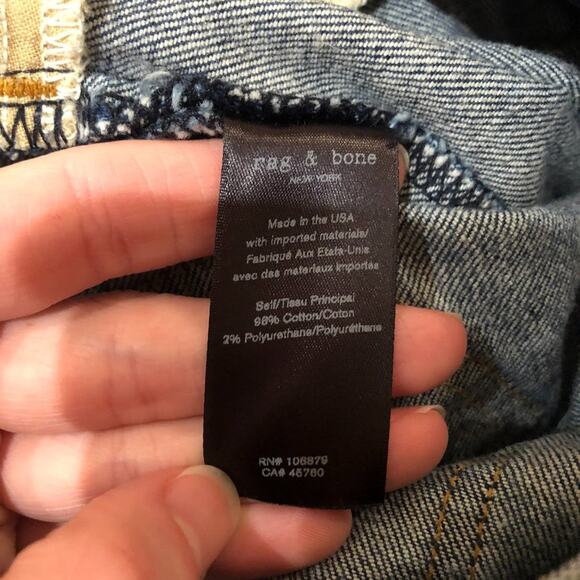 rag & bone
NEW YORK
Made in the USA
with imported materials/
Fabriqué Aux Etats-Unis
avec des materiaux importés
Self/Tissu Principal
98% Cotton/Coton
2% Polyurethane/Polyuréthane
RN# 106879
CA# 45760